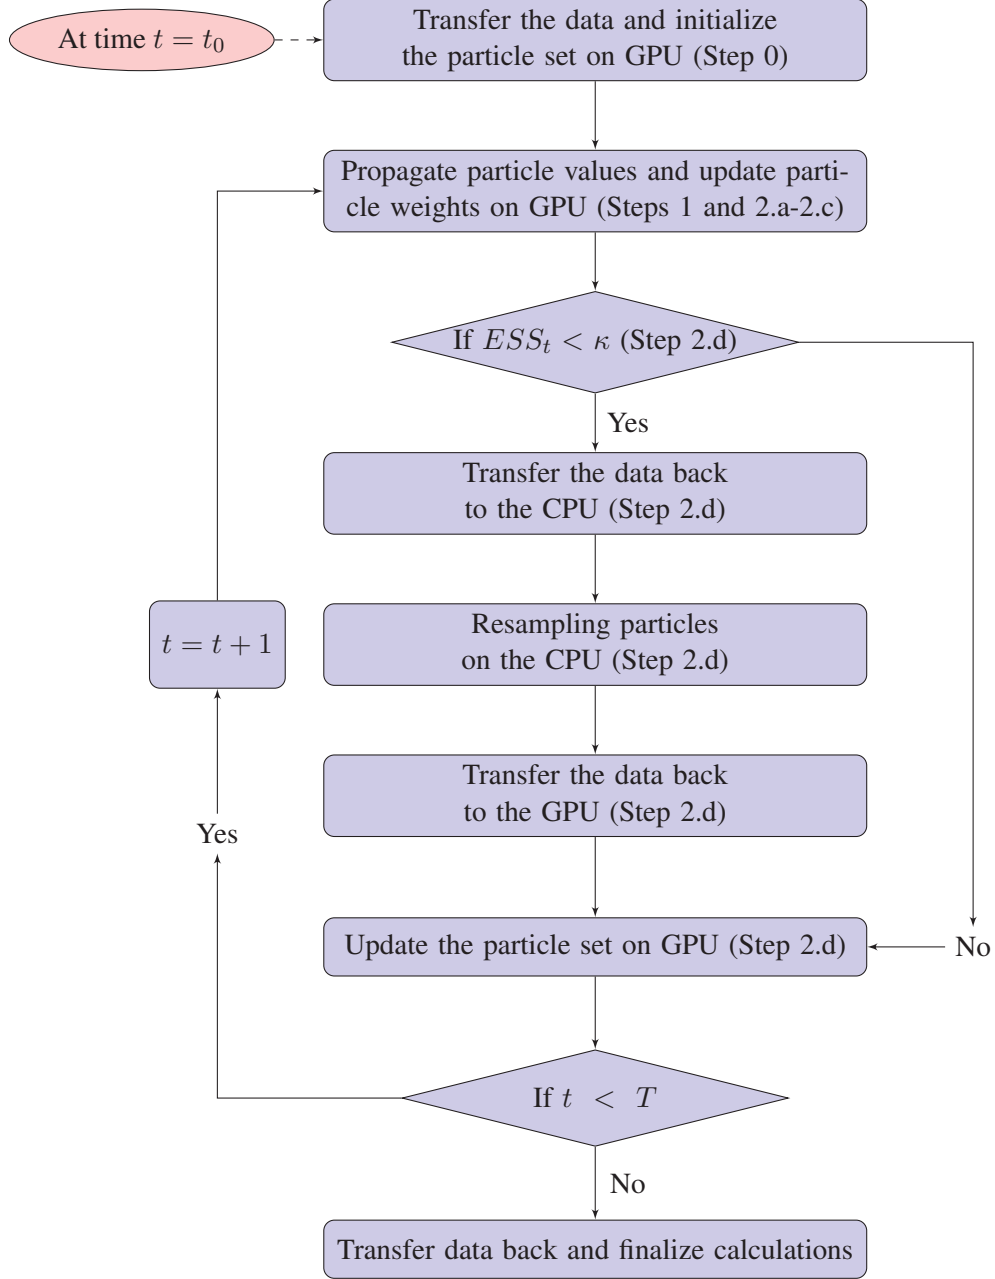 At time t = t₀
Transfer the data and initialize
the particle set on GPU (Step 0)
Propagate particle values and update parti-
cle weights on GPU (Steps 1 and 2.a-2.c)
If ESSₜ < κ (Step 2.d)
Yes
Transfer the data back
to the CPU (Step 2.d)
t = t + 1
Resampling particles
on the CPU (Step 2.d)
Transfer the data back
to the GPU (Step 2.d)
Yes
Update the particle set on GPU (Step 2.d)
No
If t < T
No
Transfer data back and finalize calculations